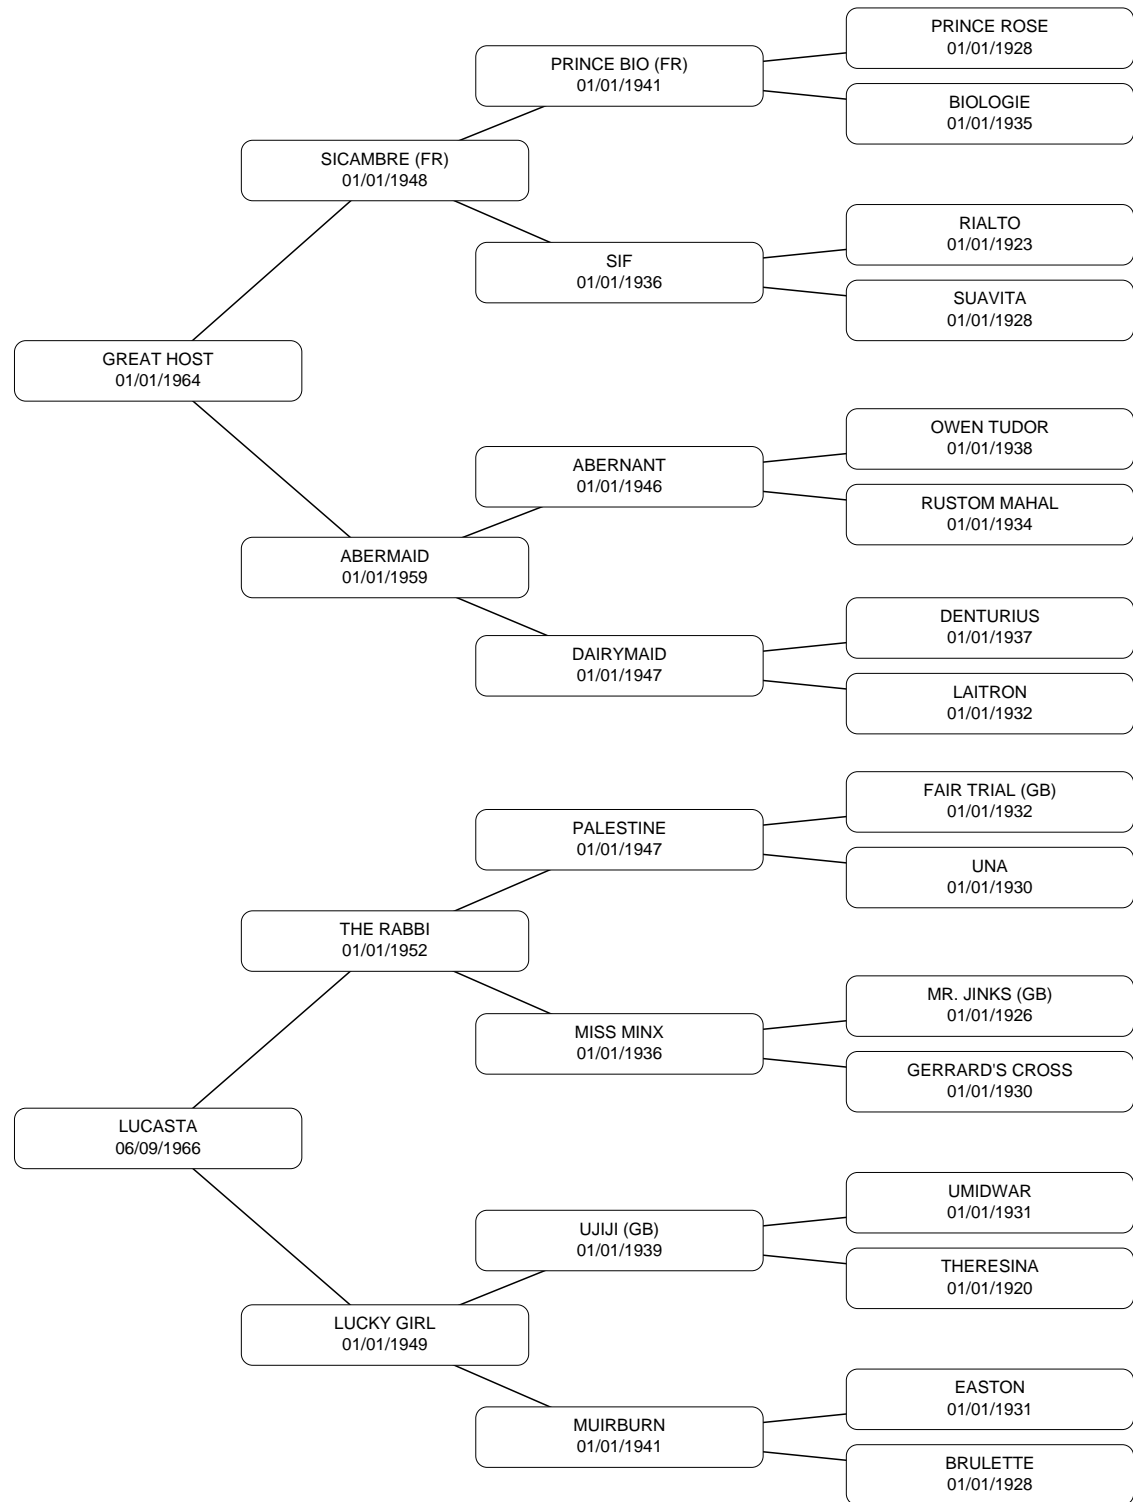 PRINCE ROSE
01/01/1928
PRINCE BIO (FR)
01/01/1941
BIOLOGIE
01/01/1935
SICAMBRE (FR)
01/01/1948
RIALTO
01/01/1923
SIF
01/01/1936
SUAVITA
01/01/1928
GREAT HOST
01/01/1964
OWEN TUDOR
01/01/1938
ABERNANT
01/01/1946
RUSTOM MAHAL
01/01/1934
ABERMAID
01/01/1959
DENTURIUS
01/01/1937
DAIRYMAID
01/01/1947
LAITRON
01/01/1932
FAIR TRIAL (GB)
01/01/1932
PALESTINE
01/01/1947
UNA
01/01/1930
THE RABBI
01/01/1952
MR. JINKS (GB)
01/01/1926
MISS MINX
01/01/1936
GERRARD'S CROSS
01/01/1930
LUCASTA
06/09/1966
UMIDWAR
01/01/1931
UJIJI (GB)
01/01/1939
THERESINA
01/01/1920
LUCKY GIRL
01/01/1949
EASTON
01/01/1931
MUIRBURN
01/01/1941
BRULETTE
01/01/1928